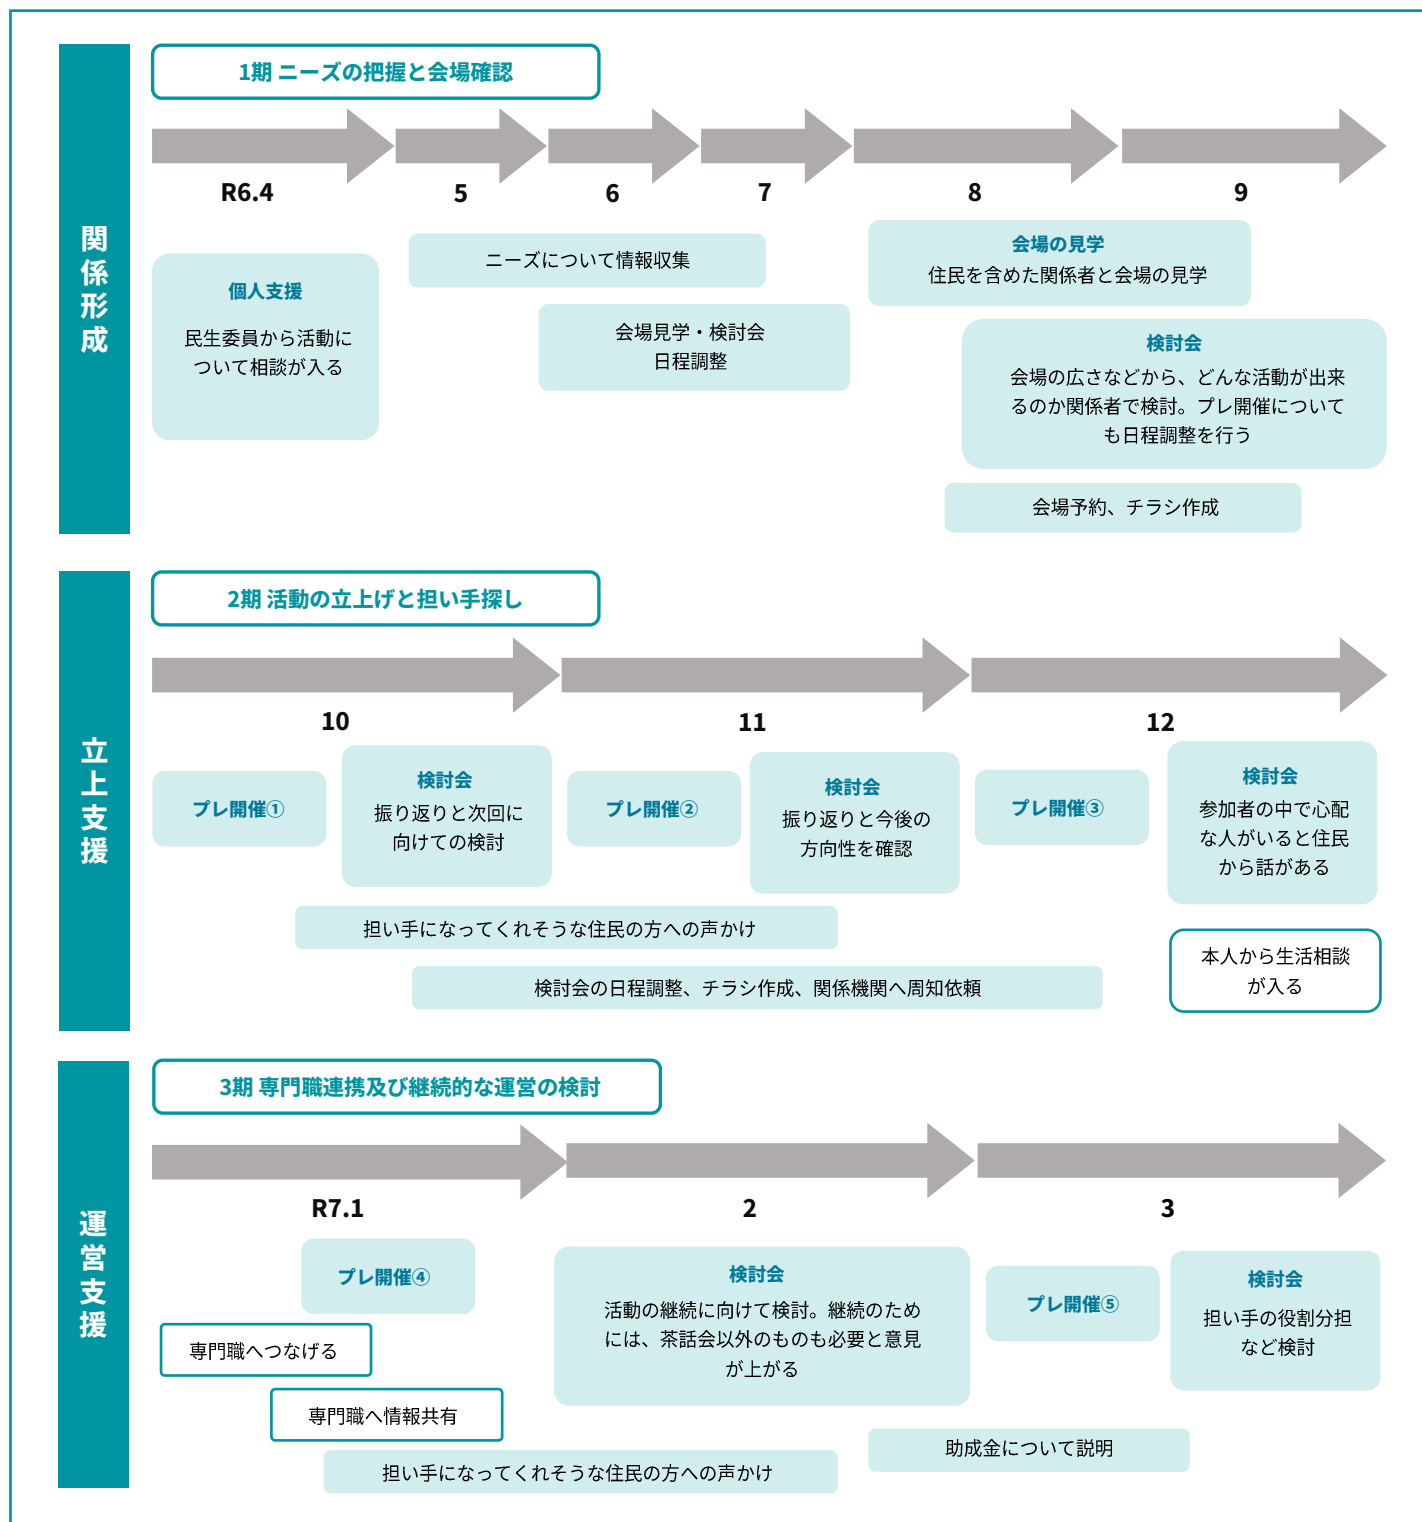 関係形成
1期 ニーズの把握と会場確認
R6.4
5
6
7
8
9
個人支援
民生委員から活動に
ついて相談が入る
ニーズについて情報収集
会場見学・検討会
日程調整
会場の見学
住民を含めた関係者と会場の見学
検討会
会場の広さなどから、どんな活動が出来
るのか関係者で検討。プレ開催について
も日程調整を行う
会場予約、チラシ作成
立上支援
2期 活動の立上げと担い手探し
10
11
12
プレ開催①
検討会
振り返りと次回に
向けての検討
プレ開催②
検討会
振り返りと今後の
方向性を確認
プレ開催③
検討会
参加者の中で心配
な人がいると住民
から話がある
担い手になってくれそうな住民の方への声かけ
検討会の日程調整、チラシ作成、関係機関へ周知依頼
本人から生活相談
が入る
運営支援
3期 専門職連携及び継続的な運営の検討
R7.1
2
3
プレ開催④
専門職へつなげる
専門職へ情報共有
担い手になってくれそうな住民の方への声かけ
検討会
活動の継続に向けて検討。継続のため
には、茶話会以外のものも必要と意見
が上がる
プレ開催⑤
検討会
担い手の役割分担
など検討
助成金について説明